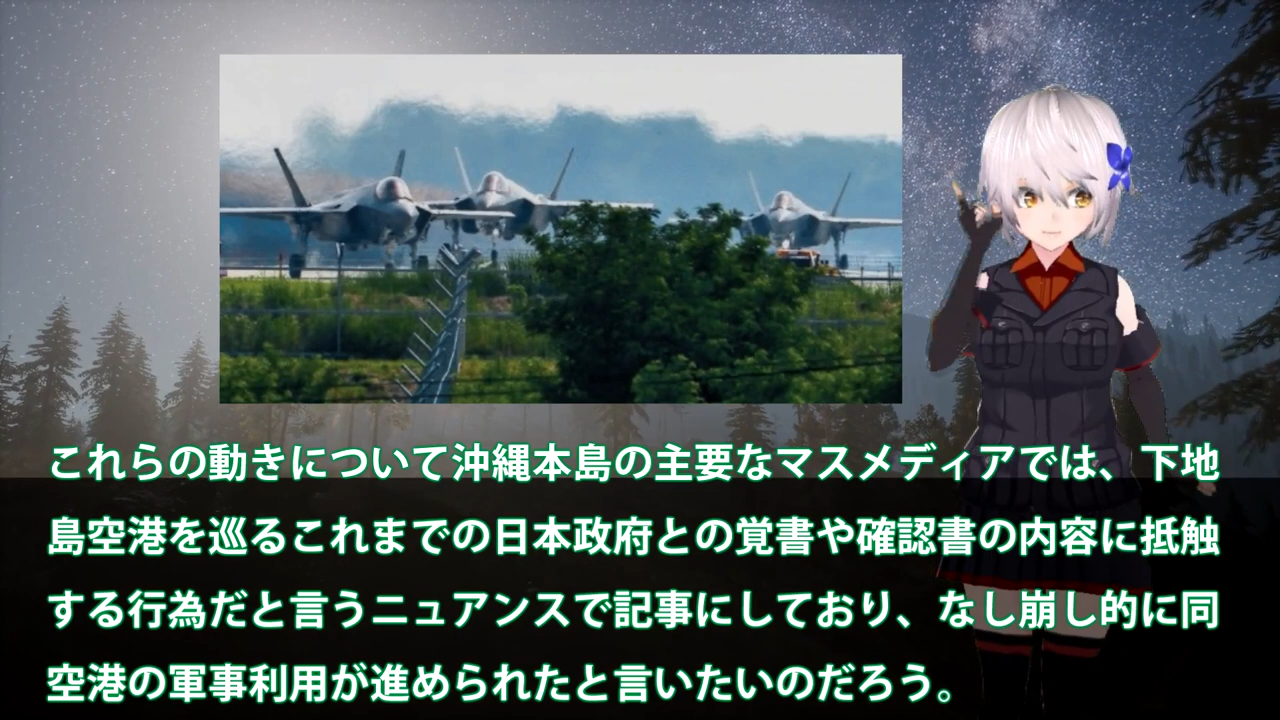 これらの動きについて沖縄本島の主要なマスメディアでは、下地
島空港を巡るこれまでの日本政府との覚書や確認書の内容に抵触
する行為だと言うニュアンスで記事にしており、なし崩し的に同
空港の軍事利用が進められたと言いたいのだろう。